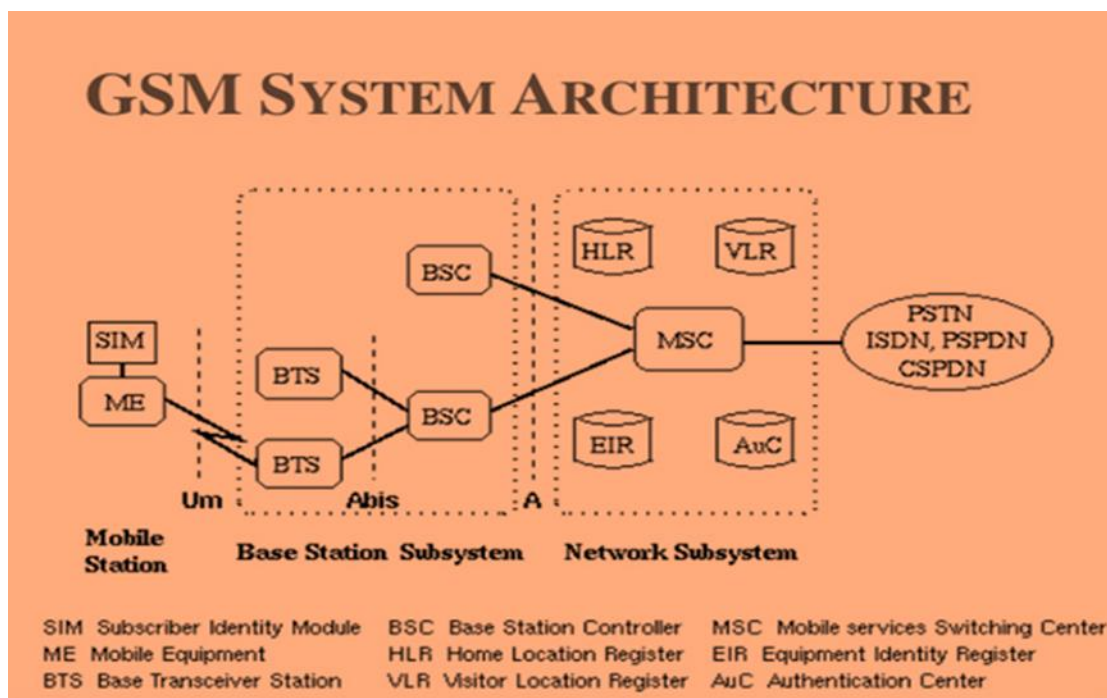 GSM SYSTEM ARCHITECTURE
HLR
VLR
BSC
SIM
MSC
PSTN
ISDN, PSPDN
CSPDN
BTS
ME
BSC
BTS
EIR
AuC
Um
Abis
A
Mobile
Station
Base Station Subsystem
Network Subsystem
SIM Subscriber Identity Module
BSC Base Station Controller
MSC Mobile services Switching Center
ME Mobile Equipment
HLR Home Location Register
EIR Equipment Identity Register
BTS Base Transceiver Station
VLR Visitor Location Register
AuC Authentication Center